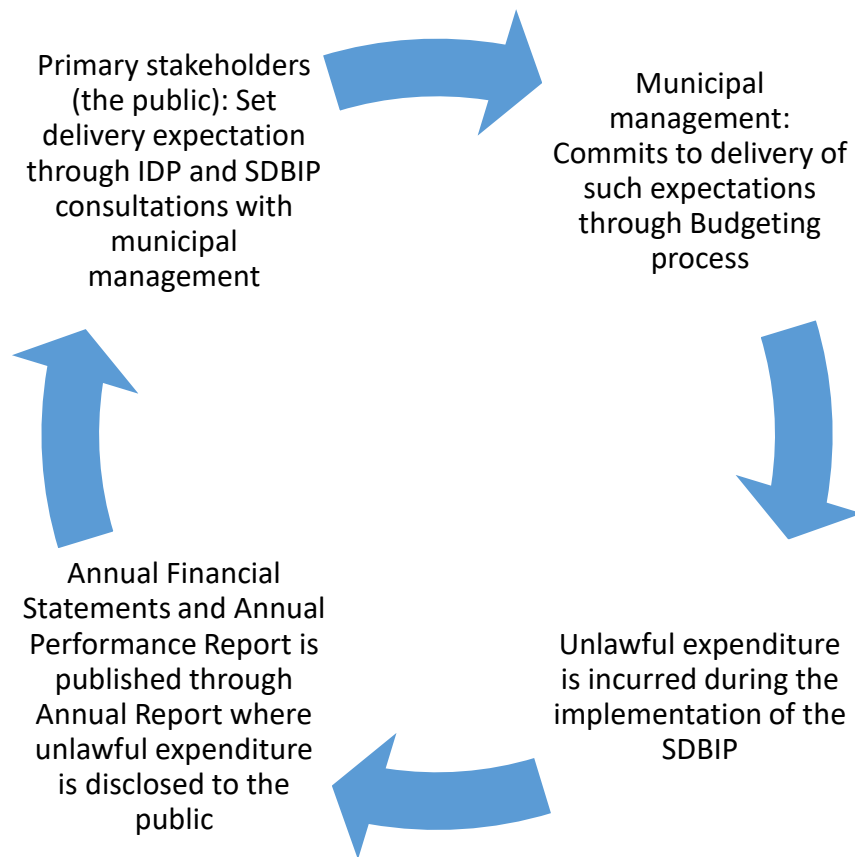 Primary stakeholders
(the public): Set
delivery expectation
through IDP and SDBIP
consultations with
municipal
management
Municipal
management:
Commits to delivery of
such expectations
through Budgeting
process
Unlawful expenditure
is incurred during the
implementation of the
SDBIP
Annual Financial
Statements and Annual
Performance Report is
published through
Annual Report where
unlawful expenditure
is disclosed to the
public